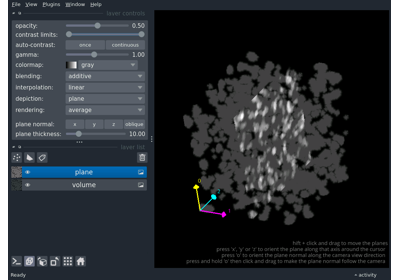 File View Plugins Window Help
layer controls
opacity: 0.50
contrast limits:
auto-contrast: once continuous
gamma: 1.00
colormap: gray
blending: additive
interpolation: linear
depiction: plane
rendering: average
plane normal: x y z oblique
plane thickness: 10.00
layer list
plane
volume
shift + click and drag to move the planes
press 'x', 'y' or 'z' to orient the plane along that axis around the cursor
press 'o' to orient the plane normal along the camera view direction
press and hold 'o' then click and drag to make the plane normal follow the camera
Ready
activity